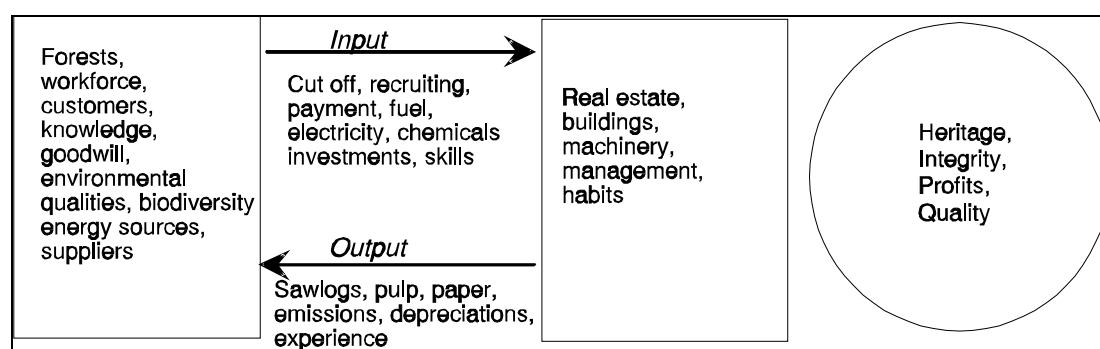 Forests,
workforce,
customers,
knowledge,
goodwill,
environmental
qualities, biodiversity
energy sources,
suppliers
Input
Cut off, recruiting,
payment, fuel,
electricity, chemicals
investments, skills
Output
Sawlogs, pulp, paper,
emissions, depreciations,
experience
Real estate,
buildings,
machinery,
management,
habits
Heritage,
Integrity,
Profits,
Quality